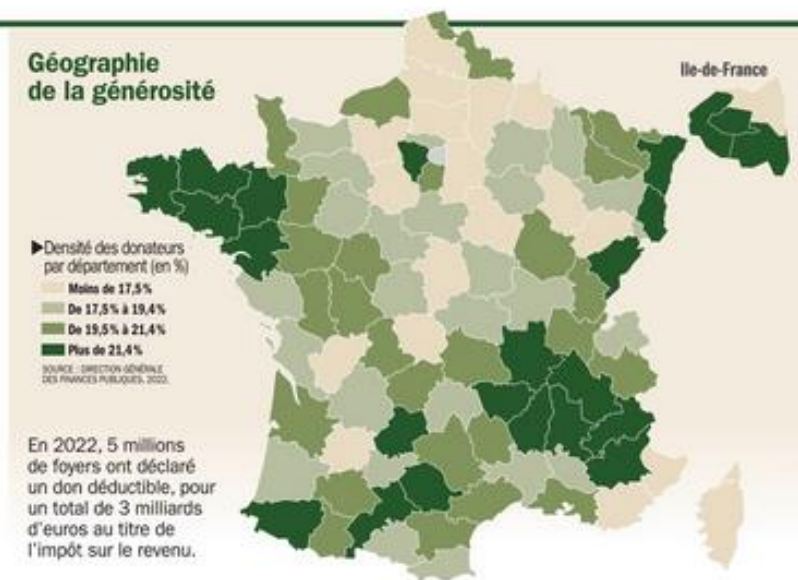 Géographie
de la générosité
Ile-de-France
▶Densité des donateurs
par département (en %)
Moins de 17,5%
De 17,5% à 19,4%
De 19,5% à 21,4%
Plus de 21,4%
SOURCE : DIRECTION GÉNÉRALE
DES FINANCES PUBLIQUES, 2022.
En 2022, 5 millions
de foyers ont déclaré
un don déductible, pour
un total de 3 milliards
d'euros au titre de
l'impôt sur le revenu.